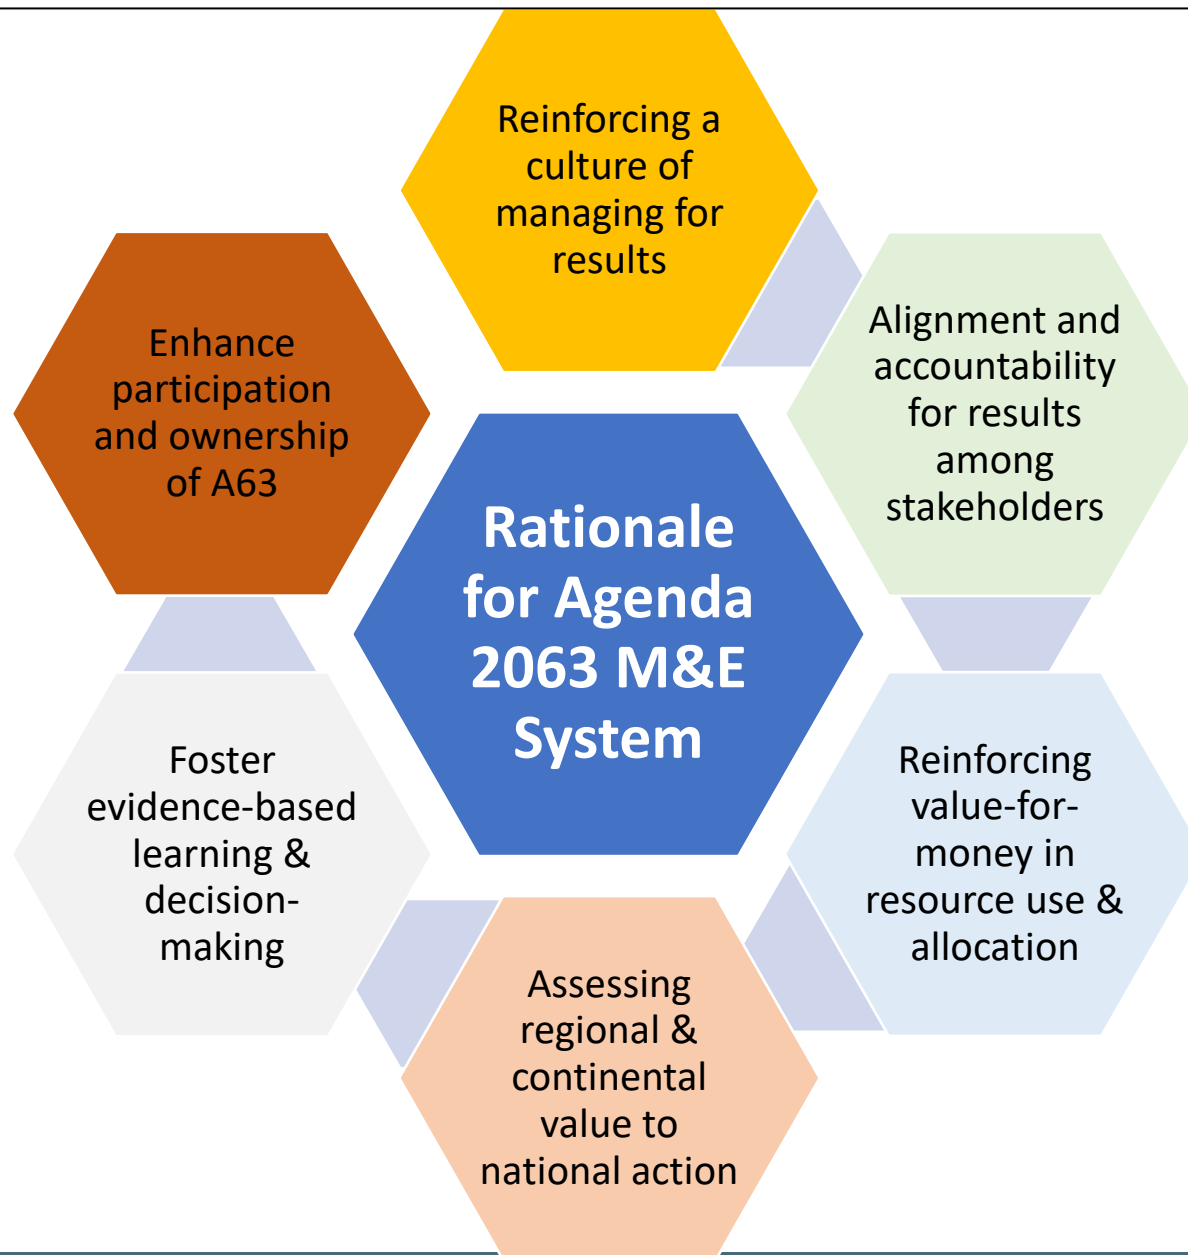 Reinforcing a
culture of
managing for
results
Alignment and
accountability
for results
among
stakeholders
Reinforcing
value-for-
money in
resource use &
allocation
Assessing
regional &
continental
value to
national action
Foster
evidence-based
learning &
decision-
making
Enhance
participation
and ownership
of A63
Rationale
for Agenda
2063 M&E
System